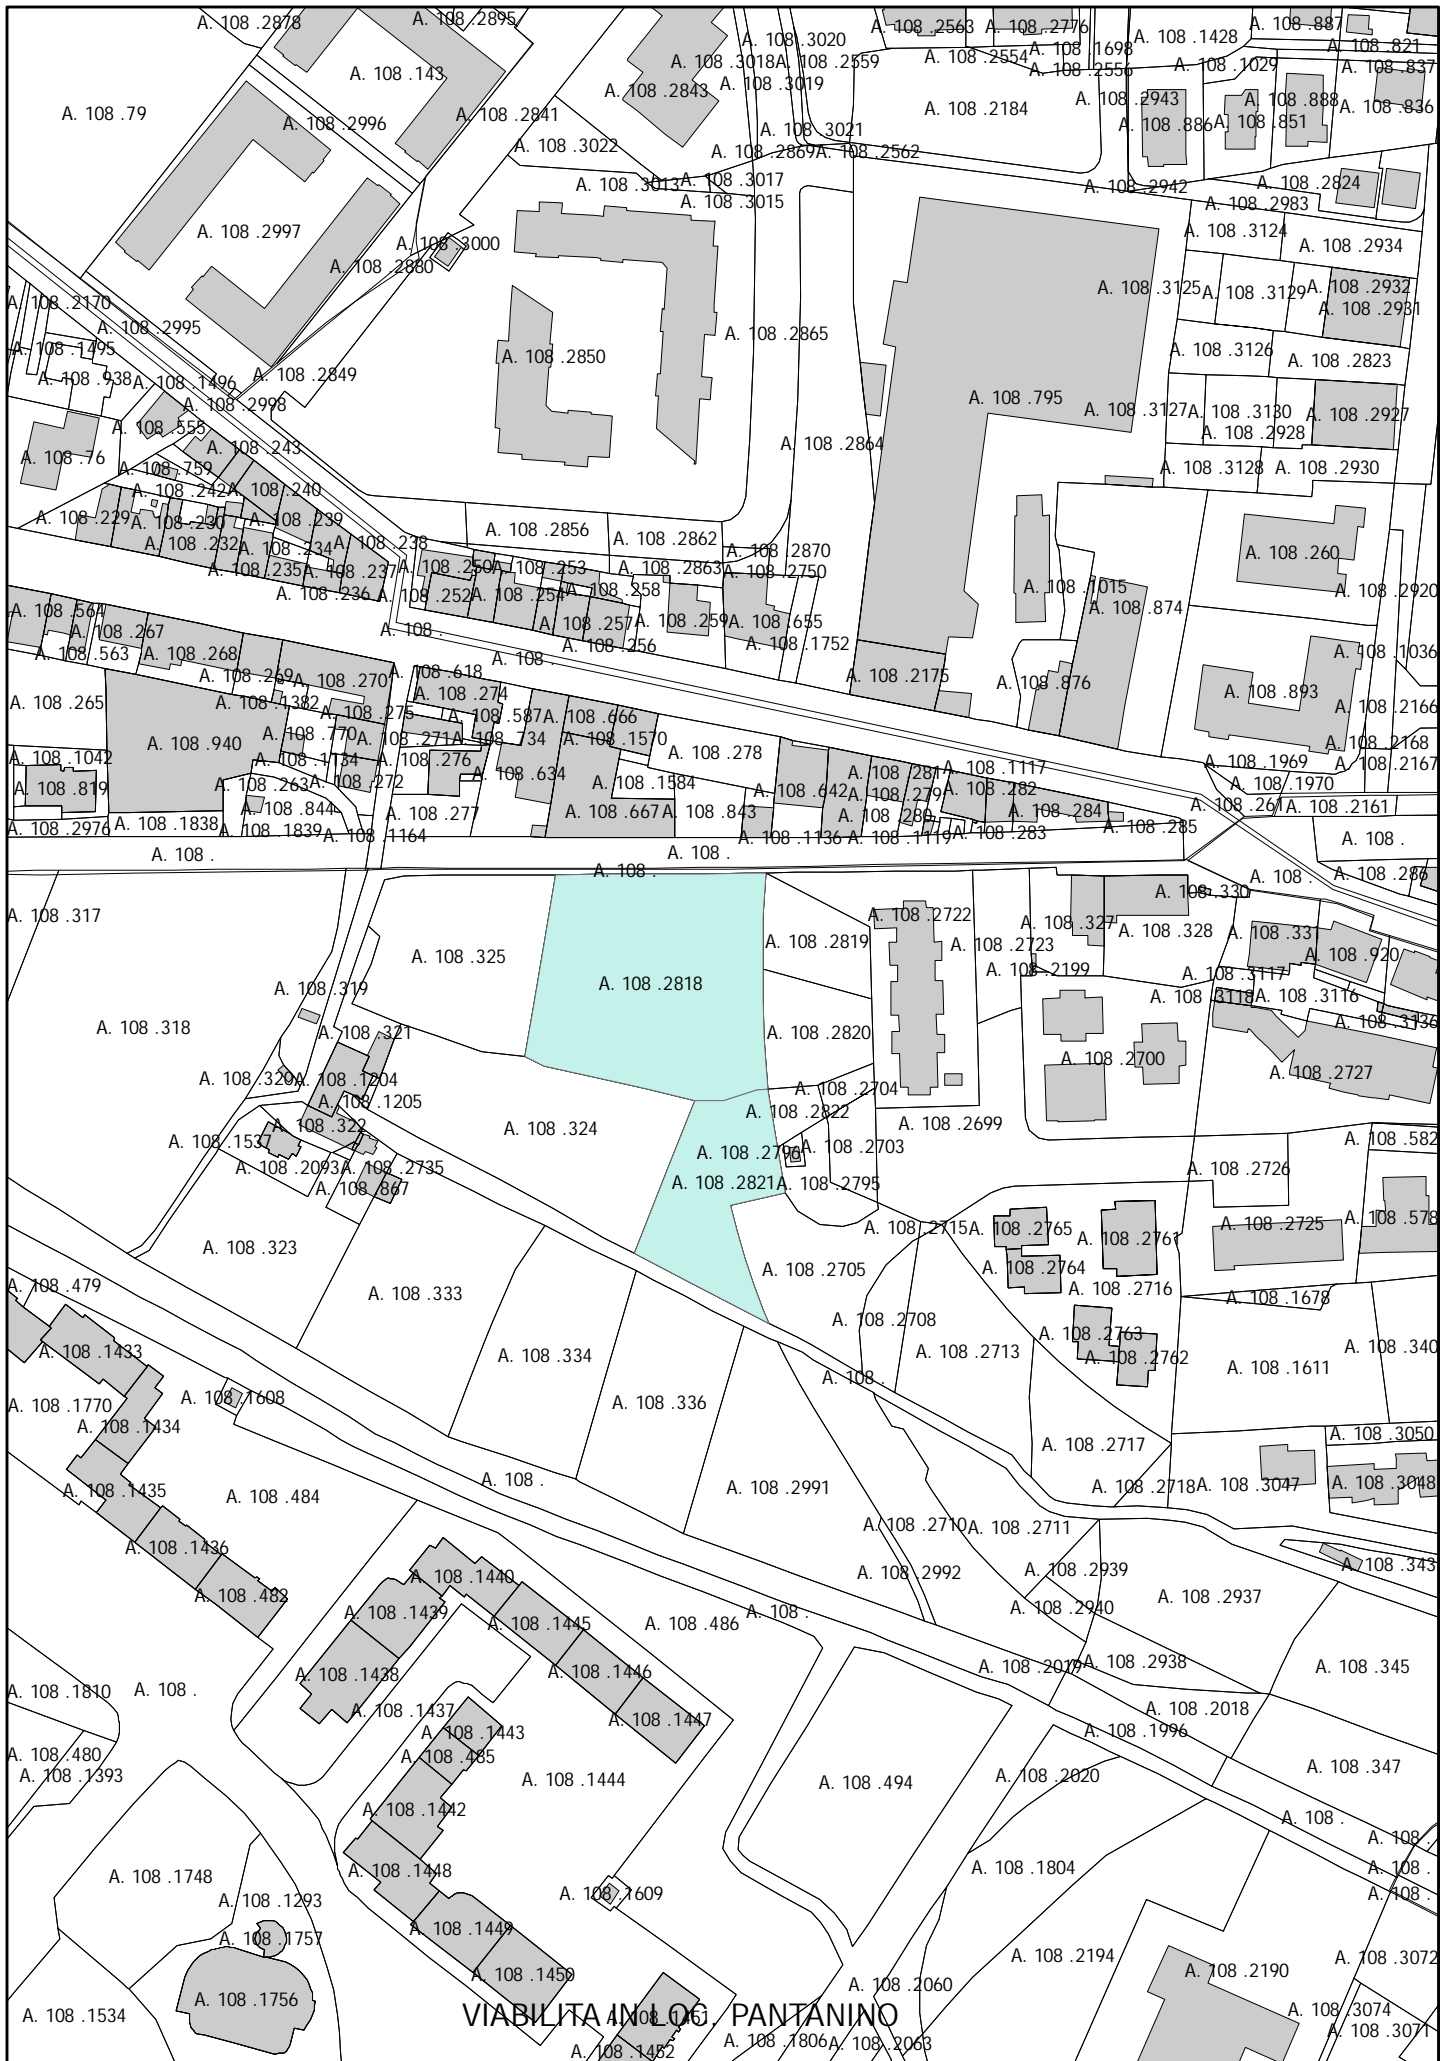 A. 108 .2878
A. 108 .2895
A. 108 .2563
A. 108 .2776
A. 108 .887
A. 108 .3020
A. 108 .1428
A. 108 .821
A. 108 .1698
A. 108 .3018
A. 108 .2559
A. 108 .2554
A. 108 .1029
A. 108 .837
A. 108 .2556
A. 108 .143
A. 108 .3019
A. 108 .2843
A. 108 .2943
A. 108 .888
A. 108 .836
A. 108 .79
A. 108 .2841
A. 108 .2184
A. 108 .2996
A. 108 .886
A. 108 .851
A. 108 .3021
A. 108 .3022
A. 108 .2869
A. 108 .2562
A. 108 .3013
A. 108 .3017
A. 108 .2942
A. 108 .2824
A. 108 .3015
A. 108 .2983
A. 108 .2997
A. 108 .3124
A. 108 .3000
A. 108 .2934
A. 108 .2880
A. 108 .3125
A. 108 .3129
A. 108 .2932
A. 108 .2170
A. 108 .2931
A. 108 .2995
A. 108 .2865
A. 108 .1495
A. 108 .2850
A. 108 .3126
A. 108 .2823
A. 108 .938
A. 108 .1496
A. 108 .2849
A. 108 .795
A. 108 .2998
A. 108 .3127
A. 108 .3130
A. 108 .2927
A. 108 .555
A. 108 .2928
A. 108 .243
A. 108 .2864
A. 108 .76
A. 108 .759
A. 108 .3128
A. 108 .2930
A. 108 .242
A. 108 .240
A. 108 .229
A. 108 .230
A. 108 .239
A. 108 .2856
A. 108 .2862
A. 108 .232
A. 108 .234
A. 108 .238
A. 108 .2870
A. 108 .260
A. 108 .235
A. 108 .237
A. 108 .250
A. 108 .253
A. 108 .2863
A. 108 .2750
A. 108 .236
A. 108 .252
A. 108 .254
A. 108 .258
A. 108 .1015
A. 108 .2920
A. 108 .564
A. 108 .874
A. 108 .267
A. 108 .
A. 108 .257
A. 108 .259
A. 108 .655
A. 108 .563
A. 108 .268
A. 108 .
A. 108 .256
A. 108 .1752
A. 108 .1036
A. 108 .269
A. 108 .270
A. 108 .618
A. 108 .2175
A. 108 .876
A. 108 .893
A. 108 .265
A. 108 .1382
A. 108 .275
A. 108 .274
A. 108 .587
A. 108 .666
A. 108 .2166
A. 108 .940
A. 108 .770
A. 108 .271
A. 108 .734
A. 108 .1570
A. 108 .278
A. 108 .2168
A. 108 .1042
A. 108 .1134
A. 108 .276
A. 108 .1969
A. 108 .2167
A. 108 .634
A. 108 .281
A. 108 .1117
A. 108 .819
A. 108 .263
A. 108 .272
A. 108 .1584
A. 108 .642
A. 108 .279
A. 108 .282
A. 108 .1970
A. 108 .844
A. 108 .277
A. 108 .667
A. 108 .843
A. 108 .280
A. 108 .284
A. 108 .261
A. 108 .2161
A. 108 .2976
A. 108 .1838
A. 108 .1839
A. 108 .1164
A. 108 .1136
A. 108 .1119
A. 108 .283
A. 108 .285
A. 108 .
A. 108 .
A. 108 .
A. 108 .
A. 108 .
A. 108 .286
A. 108 .330
A. 108 .317
A. 108 .2722
A. 108 .327
A. 108 .328
A. 108 .331
A. 108 .2819
A. 108 .2723
A. 108 .325
A. 108 .920
A. 108 .2199
A. 108 .3117
A. 108 .319
A. 108 .2818
A. 108 .3118
A. 108 .3116
A. 108 .318
A. 108 .321
A. 108 .2820
A. 108 .3136
A. 108 .2700
A. 108 .2727
A. 108 .320
A. 108 .1204
A. 108 .2704
A. 108 .1205
A. 108 .2822
A. 108 .322
A. 108 .324
A. 108 .2699
A. 108 .1537
A. 108 .582
A. 108 .2796
A. 108 .2703
A. 108 .2093
A. 108 .2735
A. 108 .2726
A. 108 .867
A. 108 .2821
A. 108 .2795
A. 108 .2715
A. 108 .2765
A. 108 .2725
A. 108 .578
A. 108 .323
A. 108 .2761
A. 108 .2705
A. 108 .2764
A. 108 .479
A. 108 .333
A. 108 .2716
A. 108 .1678
A. 108 .2708
A. 108 .2763
A. 108 .1433
A. 108 .334
A. 108 .2713
A. 108 .2762
A. 108 .1611
A. 108 .340
A. 108 .
A. 108 .1770
A. 108 .1608
A. 108 .336
A. 108 .1434
A. 108 .2717
A. 108 .3050
A. 108 .
A. 108 .1435
A. 108 .484
A. 108 .2991
A. 108 .2718
A. 108 .3047
A. 108 .3048
A. 108 .2710
A. 108 .2711
A. 108 .1436
A. 108 .2992
A. 108 .2939
A. 108 .343
A. 108 .1440
A. 108 .482
A. 108 .2937
A. 108 .1439
A. 108 .2940
A. 108 .1445
A. 108 .486
A. 108 .
A. 108 .1438
A. 108 .1446
A. 108 .2019
A. 108 .2938
A. 108 .345
A. 108 .1810
A. 108 .
A. 108 .1437
A. 108 .1447
A. 108 .2018
A. 108 .1443
A. 108 .1996
A. 108 .480
A. 108 .485
A. 108 .1393
A. 108 .1444
A. 108 .494
A. 108 .2020
A. 108 .347
A. 108 .1442
A. 108 .
A. 108 .
A. 108 .1748
A. 108 .1448
A. 108 .1804
A. 108 .
A. 108 .1293
A. 108 .1609
A. 108 .
A. 108 .1757
A. 108 .1449
A. 108 .2194
A. 108 .3072
A. 108 .1450
A. 108 .2060
A. 108 .2190
A. 108 .1534
A. 108 .1756
VIABILITA IN LOC. PANTANINO
A. 108 .1451
A. 108 .3074
A. 108 .1452
A. 108 .1806
A. 108 .2063
A. 108 .3071